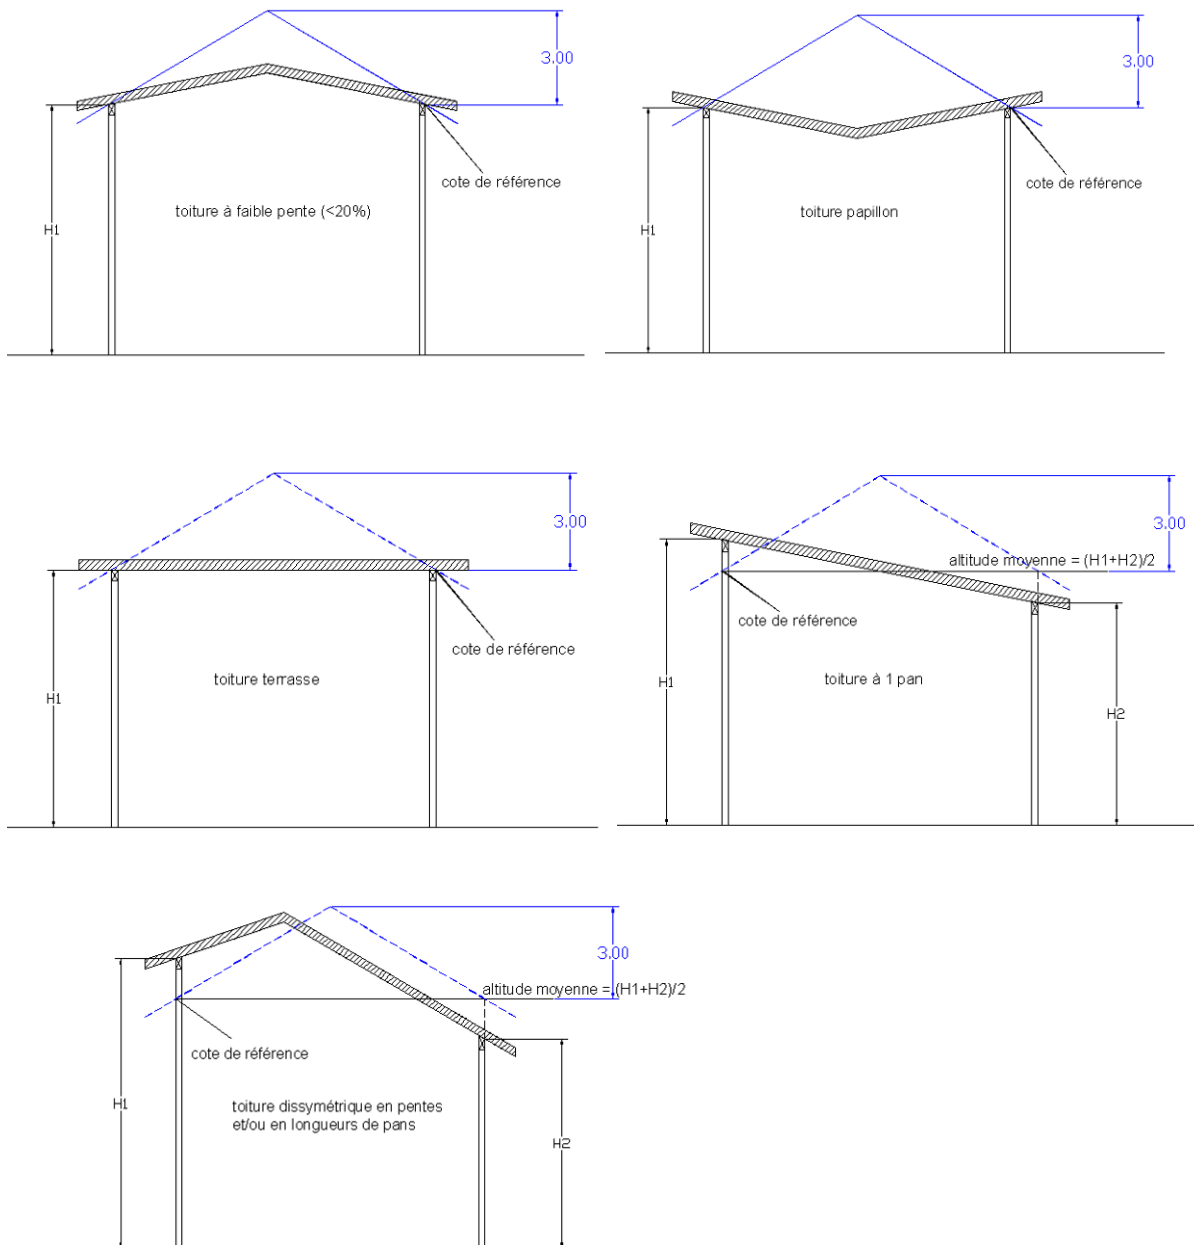 3.00
cote de référence
toiture à faible pente (<20%)
H1
3.00
cote de référence
toiture papillon
H1
3.00
cote de référence
toiture terrasse
H1
3.00
altitude moyenne = (H1+H2)/2
cote de référence
toiture à 1 pan
H1
H2
3.00
altitude moyenne = (H1+H2)/2
cote de référence
toiture dissymétrique en pentes
et/ou en longueurs de pans
H1
H2